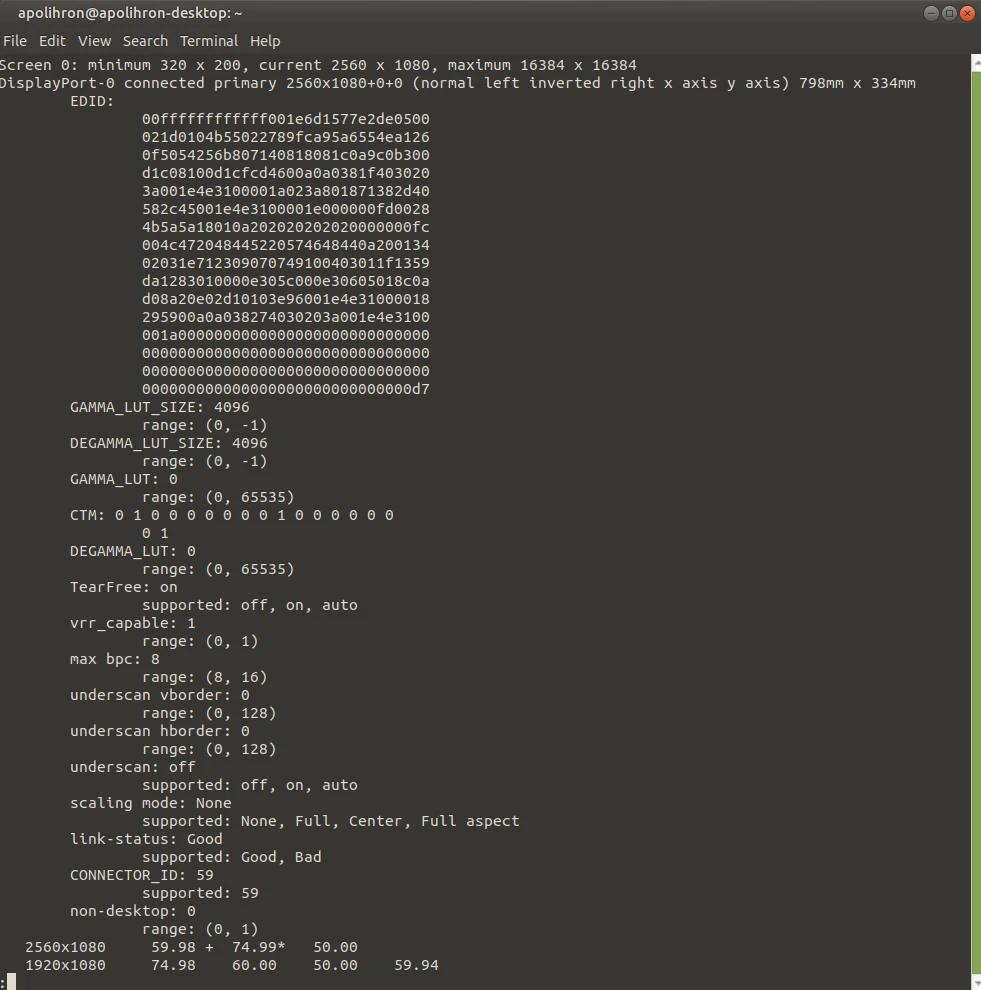 apolihron@apolihron-desktop: ~
File Edit View Search Terminal Help
Screen 0: minimum 320 x 200, current 2560 x 1080, maximum 16384 x 16384
DisplayPort-0 connected primary 2560x1080+0+0 (normal left inverted right x axis y axis) 798mm x 334mm
EDID:
00ffffffffffff001e6d1577e2de0500
021d0104b55022789fca95a6554ea126
0f5054256b807140818081c0a9c0b300
d1c08100d1cfcd4600a0a0381f403020
3a001e4e3100001a023a801871382d40
582c45001e4e3100001e000000fd0028
4b5a5a18010a202020202020000000fc
004c472048445220574648440a200134
02031e71230907074910040301​1f1359
da1283010000e305c000e30605018c0a
d08a20e02d10103e96001e4e31000018
295900a0a038274030203a001e4e3100
001a0000000000000000000000000000
00000000000000000000000000000000
00000000000000000000000000000000
000000000000000000000000000000d7
GAMMA_LUT_SIZE: 4096
range: (0, -1)
DEGAMMA_LUT_SIZE: 4096
range: (0, -1)
GAMMA_LUT: 0
range: (0, 65535)
CTM: 0 1 0 0 0 0 0 0 0 1 0 0 0 0 0 0
0 1
DEGAMMA_LUT: 0
range: (0, 65535)
TearFree: on
supported: off, on, auto
vrr_capable: 1
range: (0, 1)
max bpc: 8
range: (8, 16)
underscan vborder: 0
range: (0, 128)
underscan hborder: 0
range: (0, 128)
underscan: off
supported: off, on, auto
scaling mode: None
supported: None, Full, Center, Full aspect
link-status: Good
supported: Good, Bad
CONNECTOR_ID: 59
supported: 59
non-desktop: 0
range: (0, 1)
2560x1080 59.98 + 74.99* 50.00
1920x1080 74.98 60.00 50.00 59.94
: